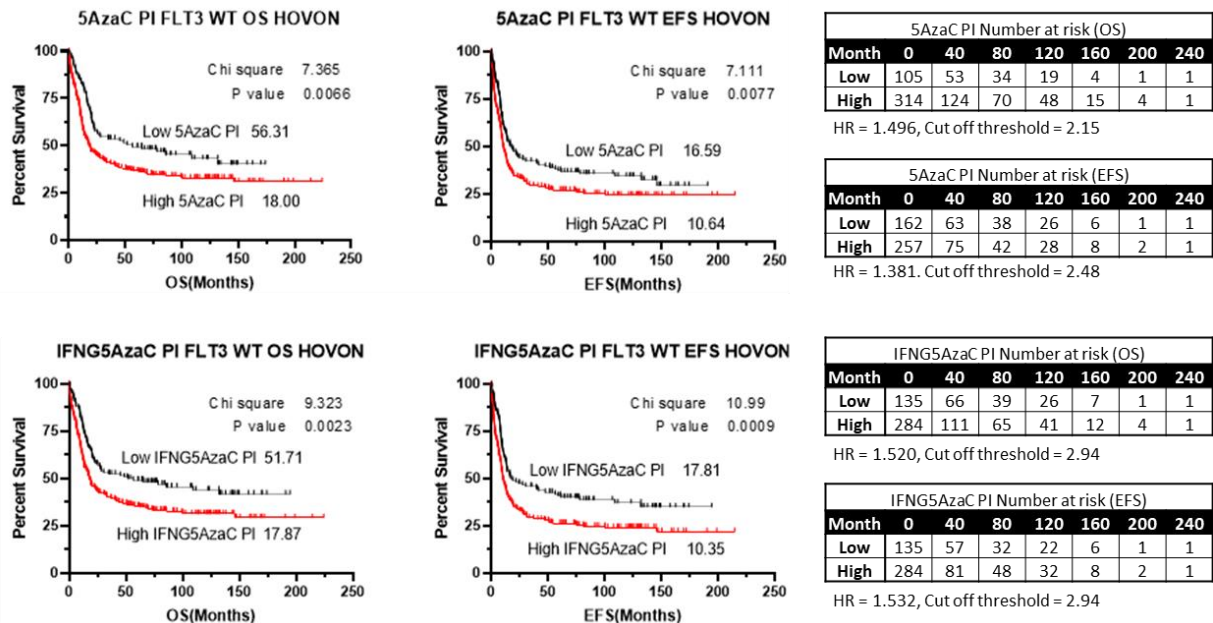 5AzaC PI FLT3 WT OS HOVON
Percent Survival
100
75
50
25
0
Chi square 7.365
P value 0.0066
Low 5AzaC PI 56.31
High 5AzaC PI 18.00
0 50 100 150 200 250
OS(Months)
5AzaC PI FLT3 WT EFS HOVON
Percent Survival
100
75
50
25
0
Chi square 7.111
P value 0.0077
Low 5AzaC PI 16.59
High 5AzaC PI 10.64
0 50 100 150 200 250
EFS(Months)
5AzaC PI Number at risk (OS)
Month 0 40 80 120 160 200 240
Low 105 53 34 19 4 1 1
High 314 124 70 48 15 4 1
HR = 1.496, Cut off threshold = 2.15
5AzaC PI Number at risk (EFS)
Month 0 40 80 120 160 200 240
Low 162 63 38 26 6 1 1
High 257 75 42 28 8 2 1
HR = 1.381. Cut off threshold = 2.48
IFNG5AzaC PI FLT3 WT OS HOVON
Percent Survival
100
75
50
25
0
Chi square 9.323
P value 0.0023
Low IFNG5AzaC PI 51.71
High IFNG5AzaC PI 17.87
0 50 100 150 200 250
OS(Months)
IFNG5AzaC PI FLT3 WT EFS HOVON
Percent Survival
100
75
50
25
0
Chi square 10.99
P value 0.0009
Low IFNG5AzaC PI 17.81
High IFNG5AzaC PI 10.35
0 50 100 150 200 250
EFS(Months)
IFNG5AzaC PI Number at risk (OS)
Month 0 40 80 120 160 200 240
Low 135 66 39 26 7 1 1
High 284 111 65 41 12 4 1
HR = 1.520, Cut off threshold = 2.94
IFNG5AzaC PI Number at risk (EFS)
Month 0 40 80 120 160 200 240
Low 135 57 32 22 6 1 1
High 284 81 48 32 8 2 1
HR = 1.532, Cut off threshold = 2.94